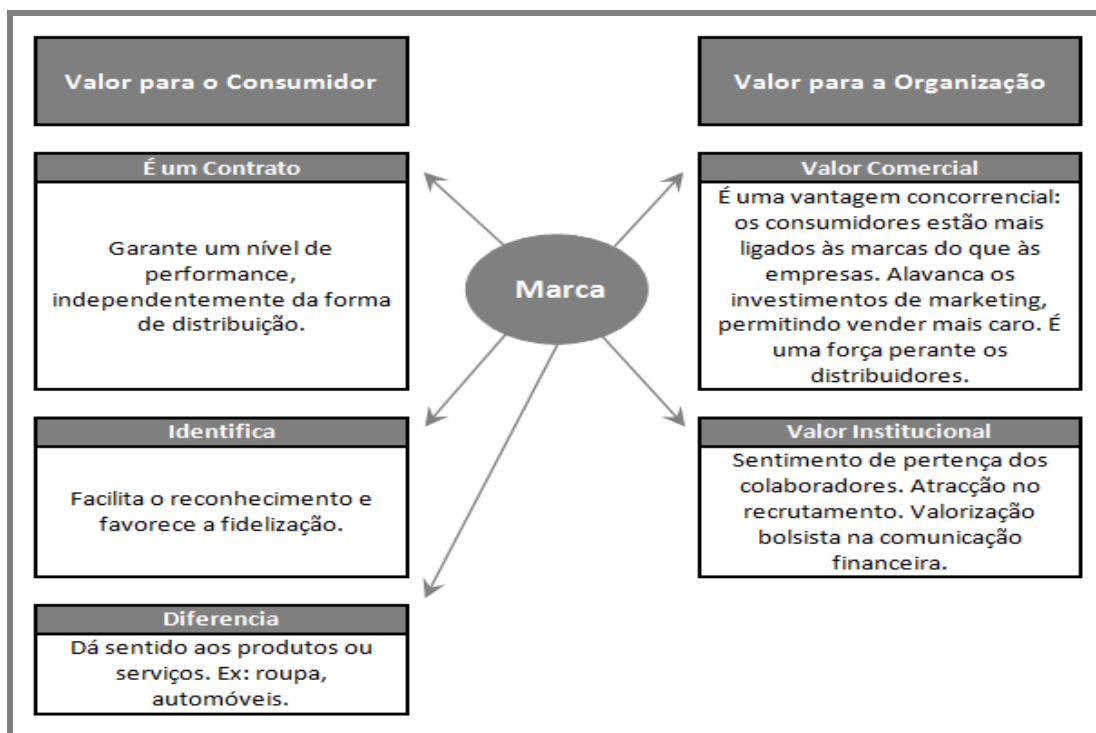 Valor para o Consumidor
É um Contrato
Garante um nível de
performance,
independentemente da forma
de distribuição.
Identifica
Facilita o reconhecimento e
favorece a fidelização.
Diferencia
Dá sentido aos produtos ou
serviços. Ex: roupa,
automóveis.
Marca
Valor para a Organização
Valor Comercial
É uma vantagem concorrencial:
os consumidores estão mais
ligados às marcas do que às
empresas. Alavanca os
investimentos de marketing,
permitindo vender mais caro. É
uma força perante os
distribuidores.
Valor Institucional
Sentimento de pertença dos
colaboradores. Atracção no
recrutamento. Valorização
bolsista na comunicação
financeira.